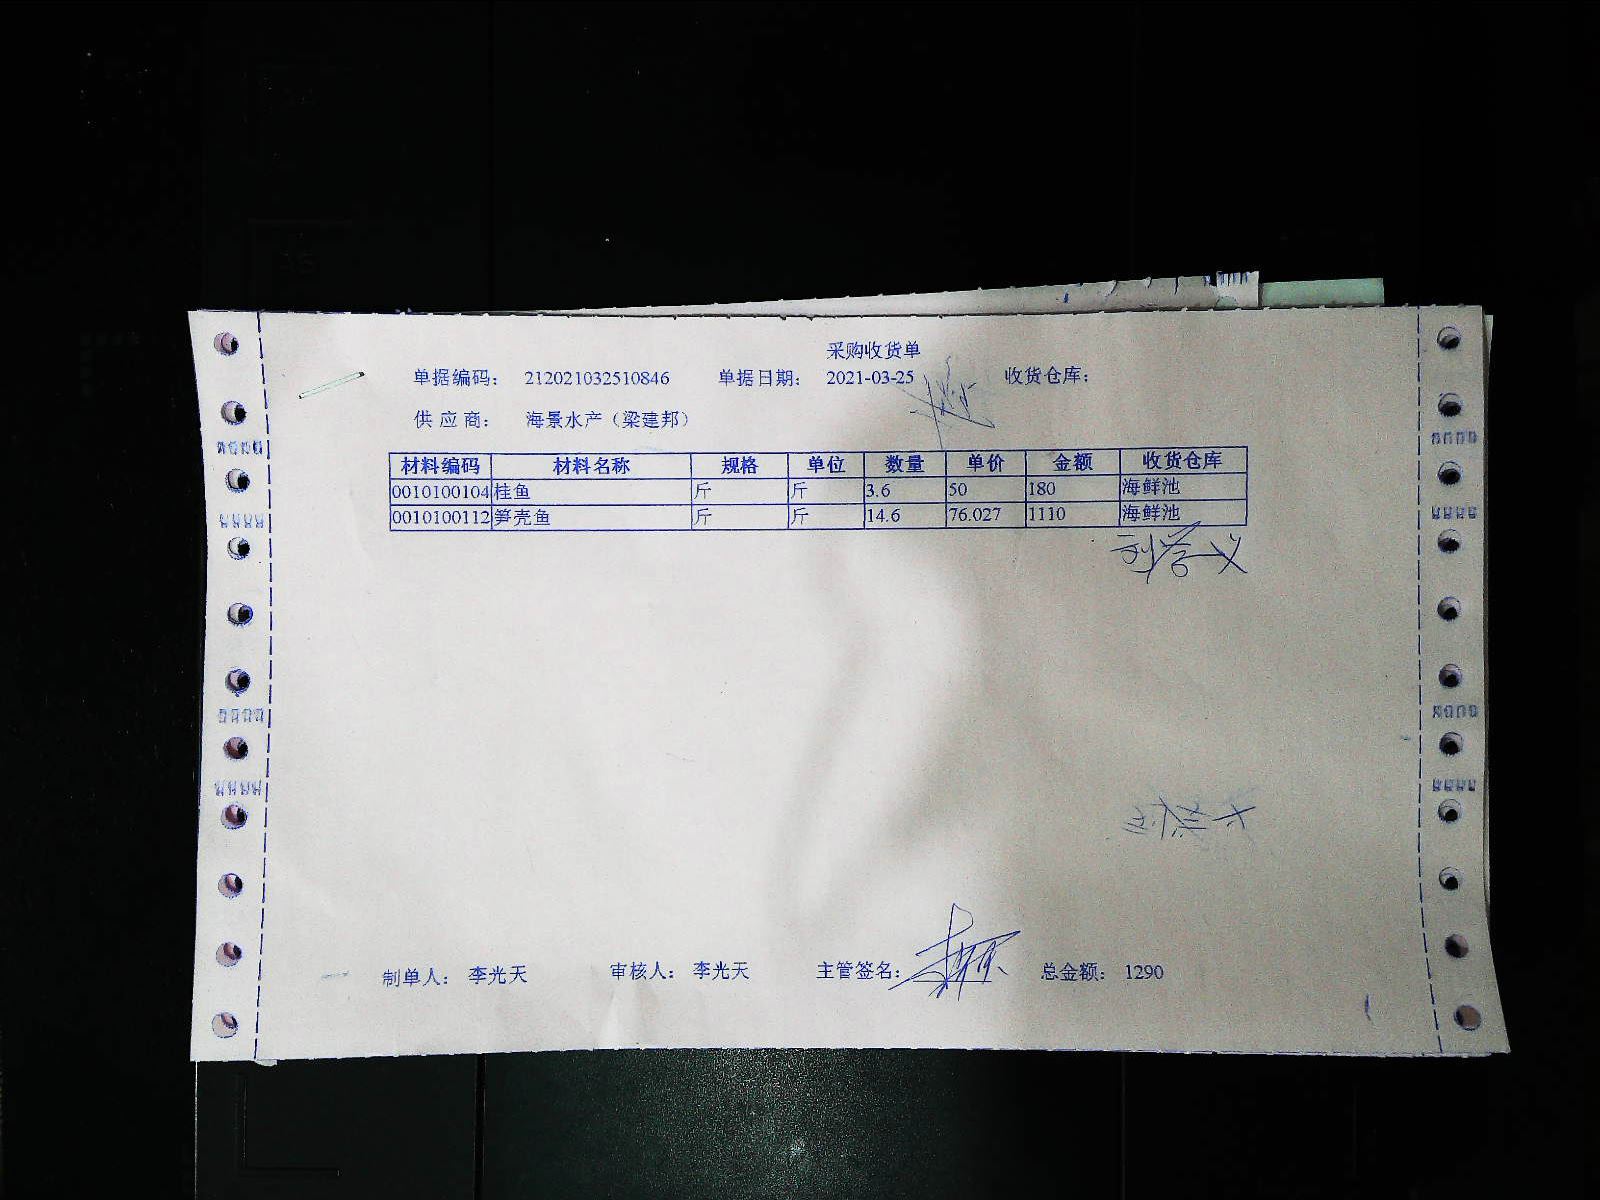 采购收货单
单据编码： 212021032510846 单据日期： 2021-03-25 收货仓库：
供 应 商： 海景水产（梁建邦）
材料编码 材料名称 规格 单位 数量 单价 金额 收货仓库
0010100104 桂鱼 斤 斤 3.6 50 180 海鲜池
0010100112 笋壳鱼 斤 斤 14.6 76.027 1110 海鲜池
制单人： 李光天 审核人： 李光天 主管签名： 总金额： 1290